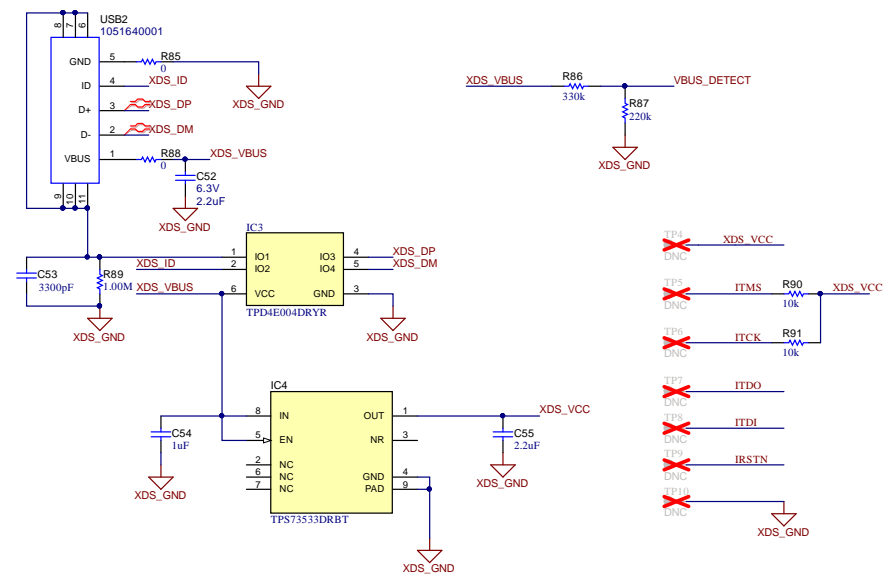 USB2
1051640001
8
7
6
GND 5 R85
0
ID 4 XDS_ID
XDS_GND
D+ 3 XDS_DP
D- 2 XDS_DM
VBUS 1 R88 XDS_VBUS
0
C52
6.3V
2.2uF
XDS_GND
9
10
11
XDS_VBUS R86 VBUS_DETECT
330k
R87
220k
XDS_GND
IC3
1 IO1 IO3 4 XDS_DP
XDS_ID 2 IO2 IO4 5 XDS_DM
XDS_VBUS 6 VCC GND 3
TPD4E004DRYR
C53
3300pF
R89
1.00M
XDS_GND
XDS_GND
IC4
8 IN OUT 1 XDS_VCC
5 EN NR 3
2 NC
6 NC GND 4
7 NC PAD 9
TPS73533DRBT
C54
1uF
XDS_GND
C55
2.2uF
XDS_GND
XDS_GND
TP4 XDS_VCC
DNC
TP5 ITMS R90 XDS_VCC
DNC 10k
TP6 ITCK R91
DNC 10k
TP7 ITDO
DNC
TP8 ITDI
DNC
TP9 IRSTN
DNC
TP10
DNC
XDS_GND